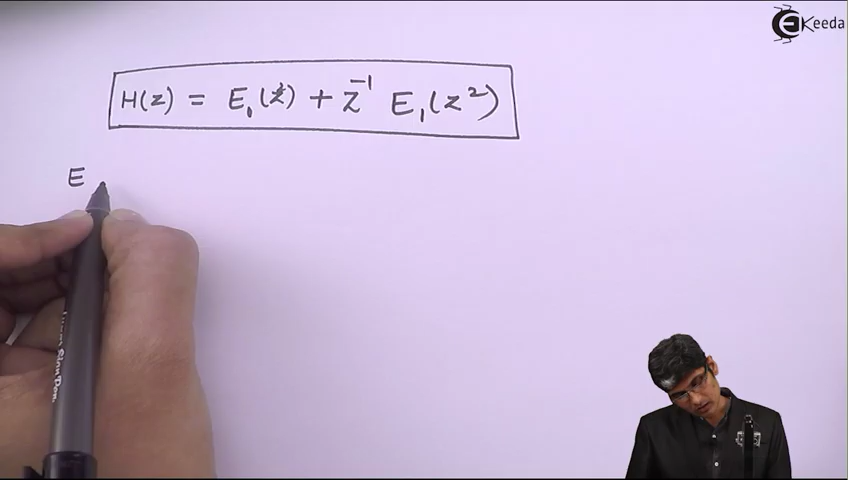 Keeda
H(z) = E₀(z²) + z⁻¹ E₁(z²)
E